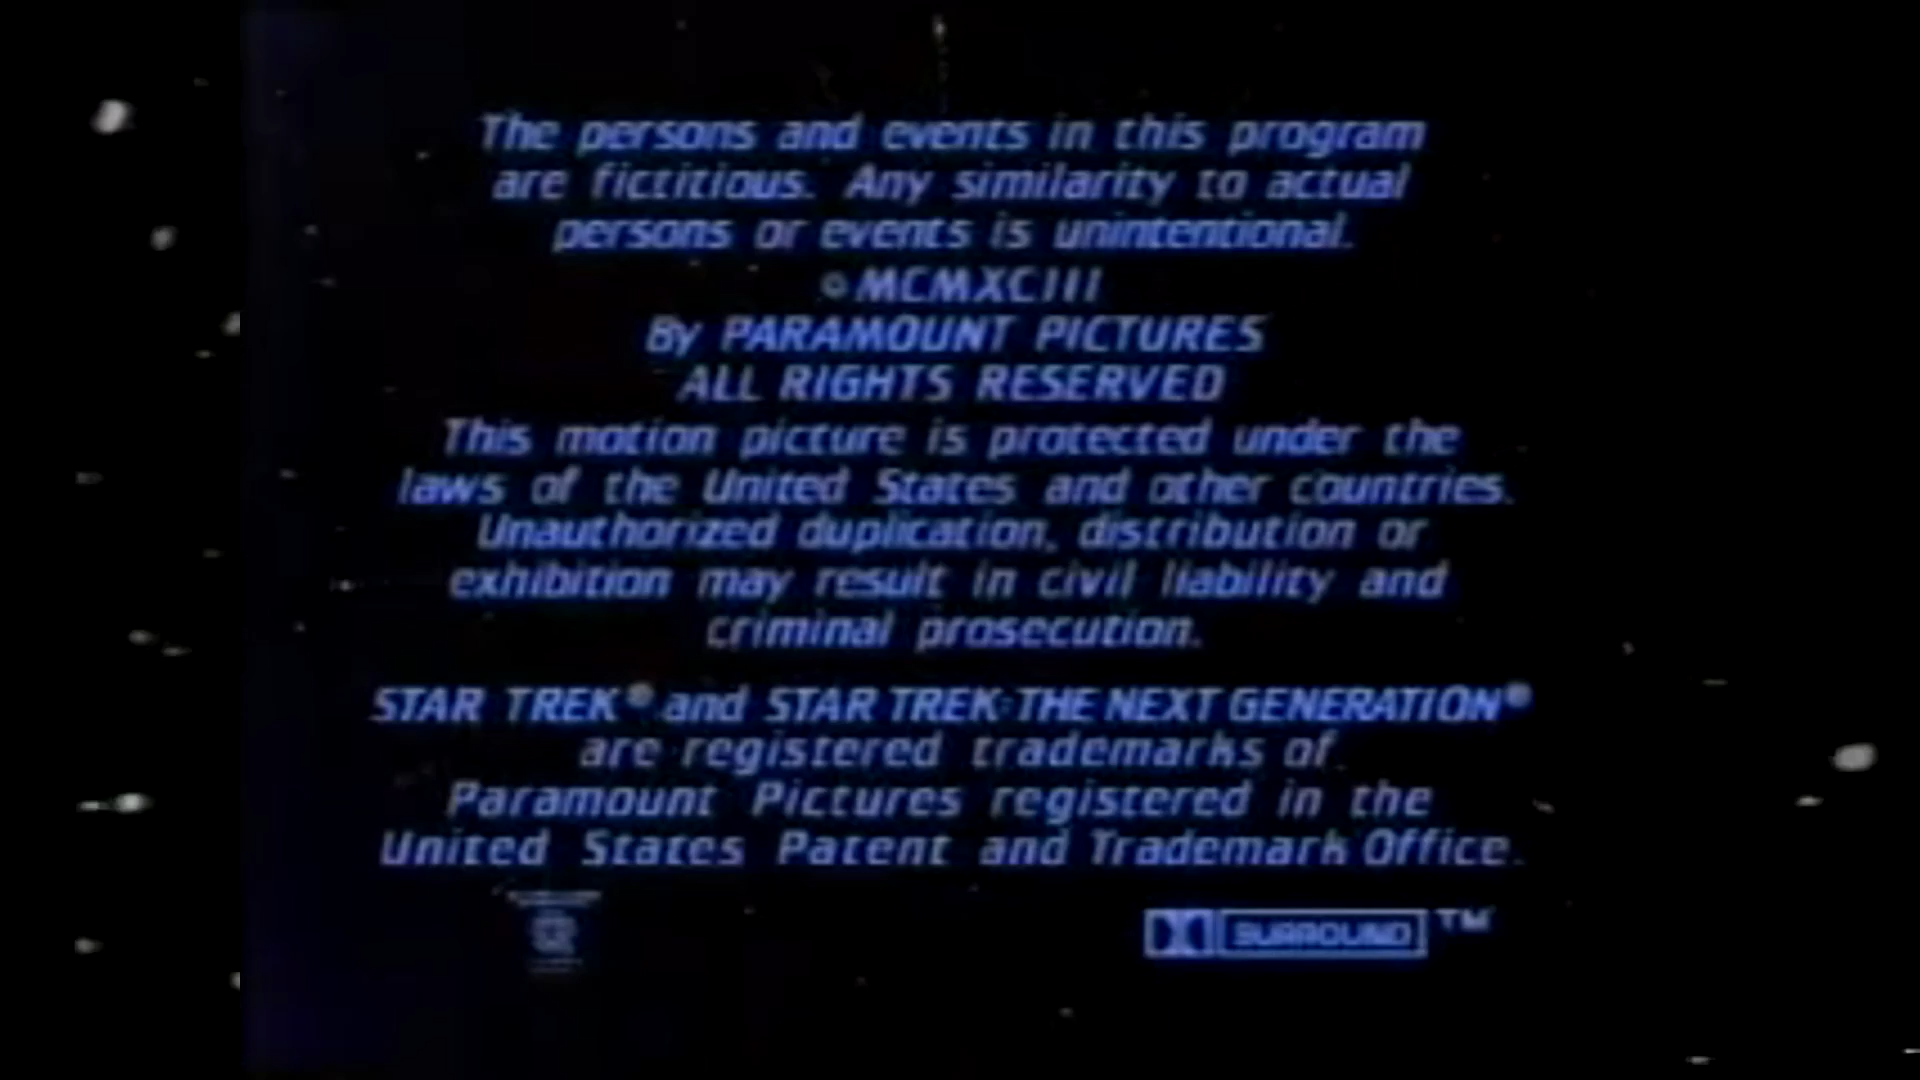 The persons and events in this program
are fictitious. Any similarity to actual
persons or events is unintentional.
©MCMXCIII
By PARAMOUNT PICTURES
ALL RIGHTS RESERVED
This motion picture is protected under the
laws of the United States and other countries.
Unauthorized duplication, distribution or
exhibition may result in civil liability and
criminal prosecution.
STAR TREK® and STAR TREK:THE NEXT GENERATION®
are registered trademarks of
Paramount Pictures registered in the
United States Patent and Trademark Office.
SURROUND TM